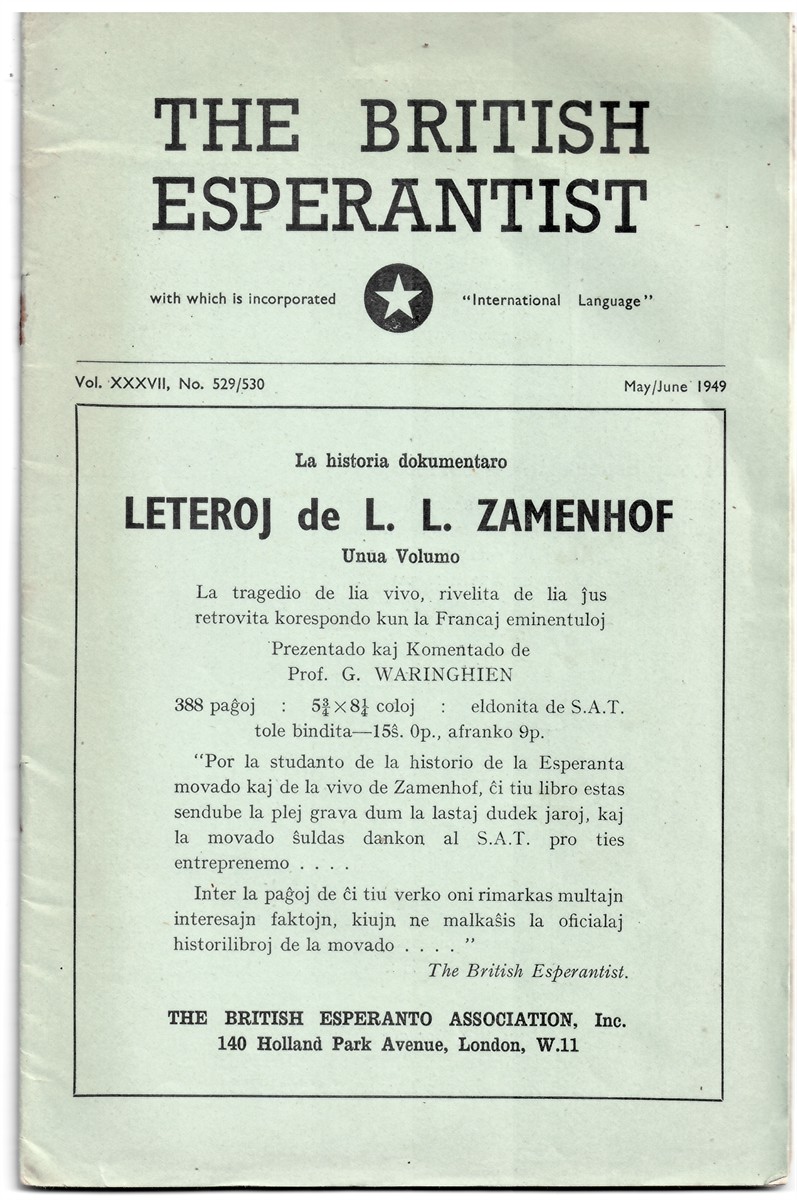 THE BRITISH
ESPERANTIST
with which is incorporated "International Language"
Vol. XXXVII, No. 529/530 May/June 1949
La historia dokumentaro
LETEROJ de L. L. ZAMENHOF
Unua Volumo
La tragedio de lia vivo, rivelita de lia ĵus
retrovita korespondo kun la Francaj eminentuloj
Prezentado kaj Komentado de
Prof. G. WARINGHIEN
388 paĝoj : 5¾×8¼ coloj : eldonita de S.A.T.
tole bindita—15ŝ. 0p., afranko 9p.
"Por la studanto de la historio de la Esperanta
movado kaj de la vivo de Zamenhof, ĉi tiu libro estas
sendube la plej grava dum la lastaj dudek jaroj, kaj
la movado ŝuldas dankon al S.A.T. pro ties
entreprenemo . . . .
Inter la paĝoj de ĉi tiu verko oni rimarkas multajn
interesajn faktojn, kiujn ne malkaŝis la oficialaj
historilibroj de la movado . . . . "
The British Esperantist.
THE BRITISH ESPERANTO ASSOCIATION, Inc.
140 Holland Park Avenue, London, W.11